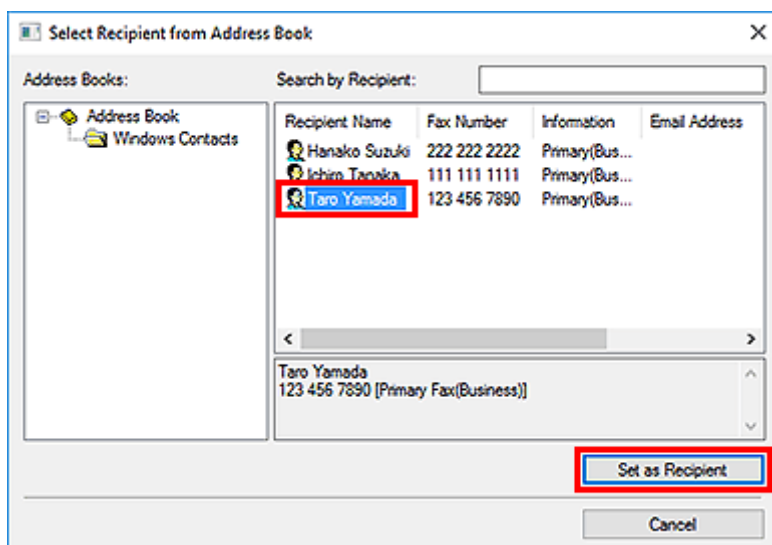 Select Recipient from Address Book
Address Books:
Search by Recipient:
Address Book
Windows Contacts
Recipient Name Fax Number Information Email Address
Hanako Suzuki 222 222 2222 Primary(Bus...
Ichiro Tanaka 111 111 1111 Primary(Bus...
Taro Yamada 123 456 7890 Primary(Bus...
Taro Yamada
123 456 7890 [Primary Fax(Business)]
Set as Recipient
Cancel